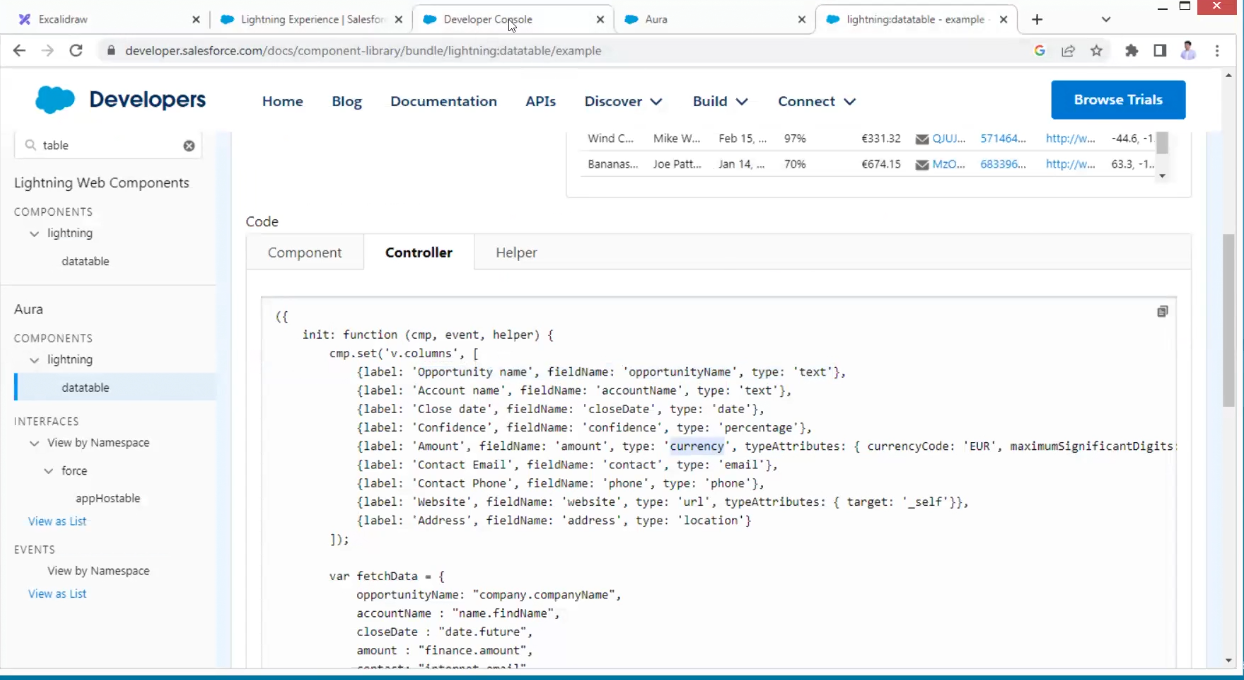 Excalidraw
Lightning Experience | Salesfor
Developer Console
Aura
lightning:datatable - example
developer.salesforce.com/docs/component-library/bundle/lightning:datatable/example
Developers
Home
Blog
Documentation
APIs
Discover
Build
Connect
Browse Trials
table
Lightning Web Components
COMPONENTS
lightning
datatable
Aura
COMPONENTS
lightning
datatable
INTERFACES
View by Namespace
force
appHostable
View as List
EVENTS
View by Namespace
View as List
Wind C... Mike W... Feb 15, ... 97% €331.32 QJUJ... 571464... http://w... -44.6, -1
Bananas... Joe Patt... Jan 14, ... 70% €674.15 MzO... 683396... http://w... 63.3, -1..
Code
Component Controller Helper
({
init: function (cmp, event, helper) {
cmp.set('v.columns', [
{label: 'Opportunity name', fieldName: 'opportunityName', type: 'text'},
{label: 'Account name', fieldName: 'accountName', type: 'text'},
{label: 'Close date', fieldName: 'closeDate', type: 'date'},
{label: 'Confidence', fieldName: 'confidence', type: 'percentage'},
{label: 'Amount', fieldName: 'amount', type: 'currency', typeAttributes: { currencyCode: 'EUR', maximumSignificantDigits:
{label: 'Contact Email', fieldName: 'contact', type: 'email'},
{label: 'Contact Phone', fieldName: 'phone', type: 'phone'},
{label: 'Website', fieldName: 'website', type: 'url', typeAttributes: { target: '_self'}},
{label: 'Address', fieldName: 'address', type: 'location'}
]);
var fetchData = {
opportunityName: "company.companyName",
accountName : "name.findName",
closeDate : "date.future",
amount : "finance.amount",
contact: "internet.email",